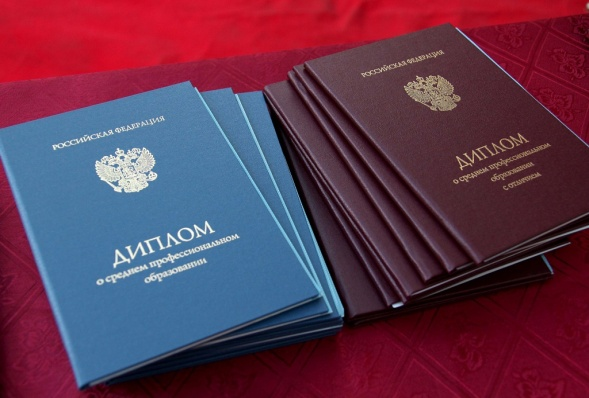 РОССИЙСКАЯ ФЕДЕРАЦИЯ
ДИПЛОМ
о среднем профессиональном
образовании
РОССИЙСКАЯ ФЕДЕРАЦИЯ
ДИПЛОМ
о среднем профессиональном
образовании
с отличием